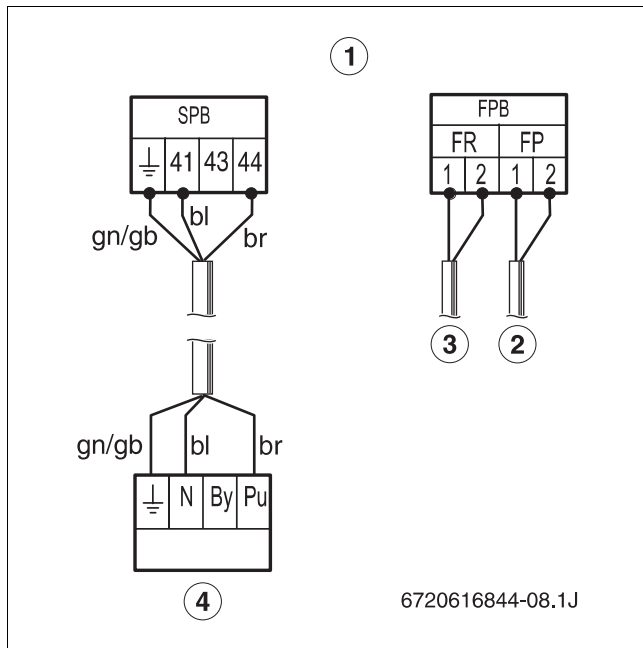 1
SPB
41 43 44
gn/gb bl br
FPB
FR FP
1 2 1 2
3 2
gn/gb bl br
N By Pu
4
6720616844-08.1J